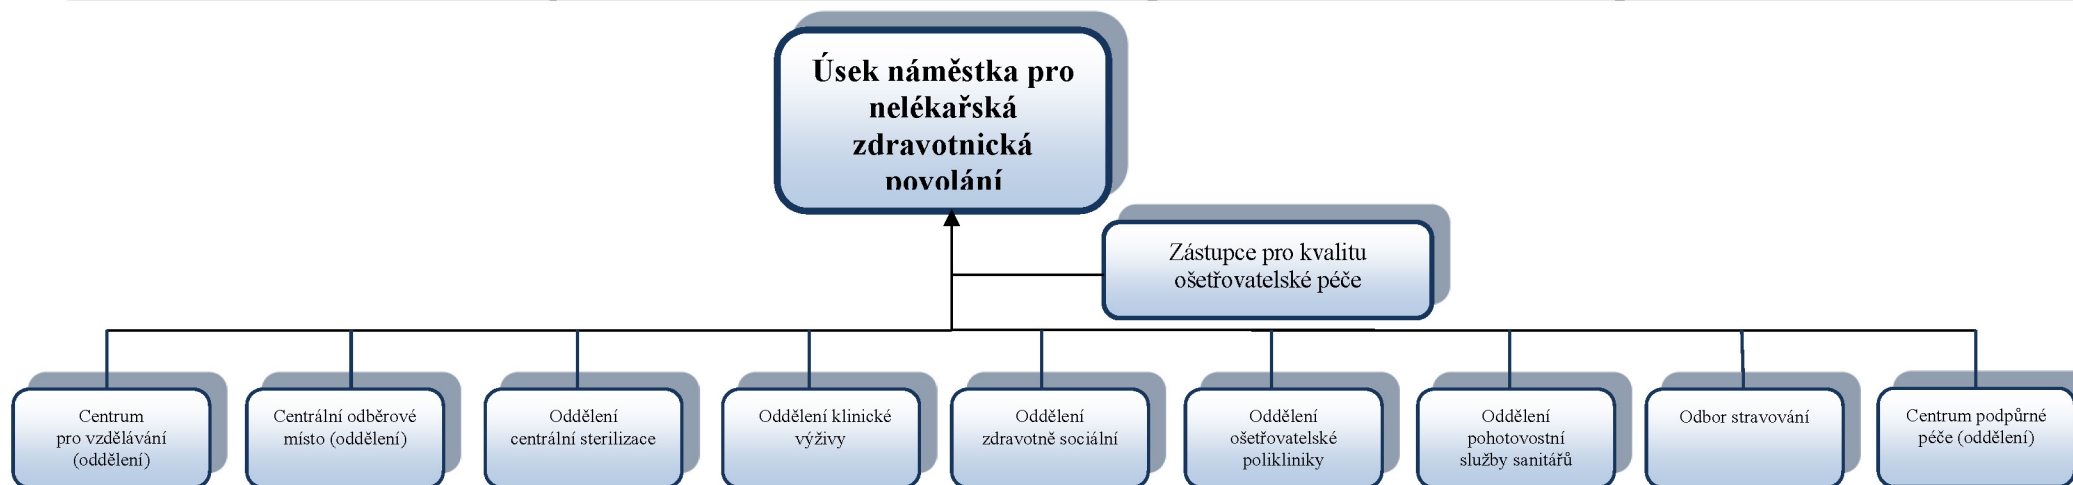 Úsek náměstka pro
nelékařská
zdravotnická
povolání
Zástupce pro kvalitu
ošetřovatelské péče
Centrum
pro vzdělávání
(oddělení)
Centrální odběrové
místo (oddělení)
Oddělení
centrální sterilizace
Oddělení klinické
výživy
Oddělení
zdravotně sociální
Oddělení
ošetřovatelské
polikliniky
Oddělení
pohotovostní
služby sanitářů
Odbor stravování
Centrum podpůrné
péče (oddělení)